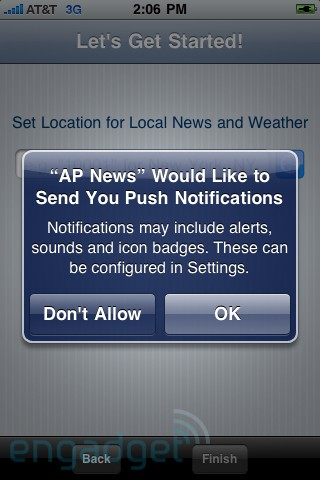 AT&T 3G 2:06 PM
Let's Get Started!
Set Location for Local News and Weather
“AP News” Would Like to
Send You Push Notifications
Notifications may include alerts,
sounds and icon badges. These can
be configured in Settings.
Don't Allow OK
engadget
Back Finish